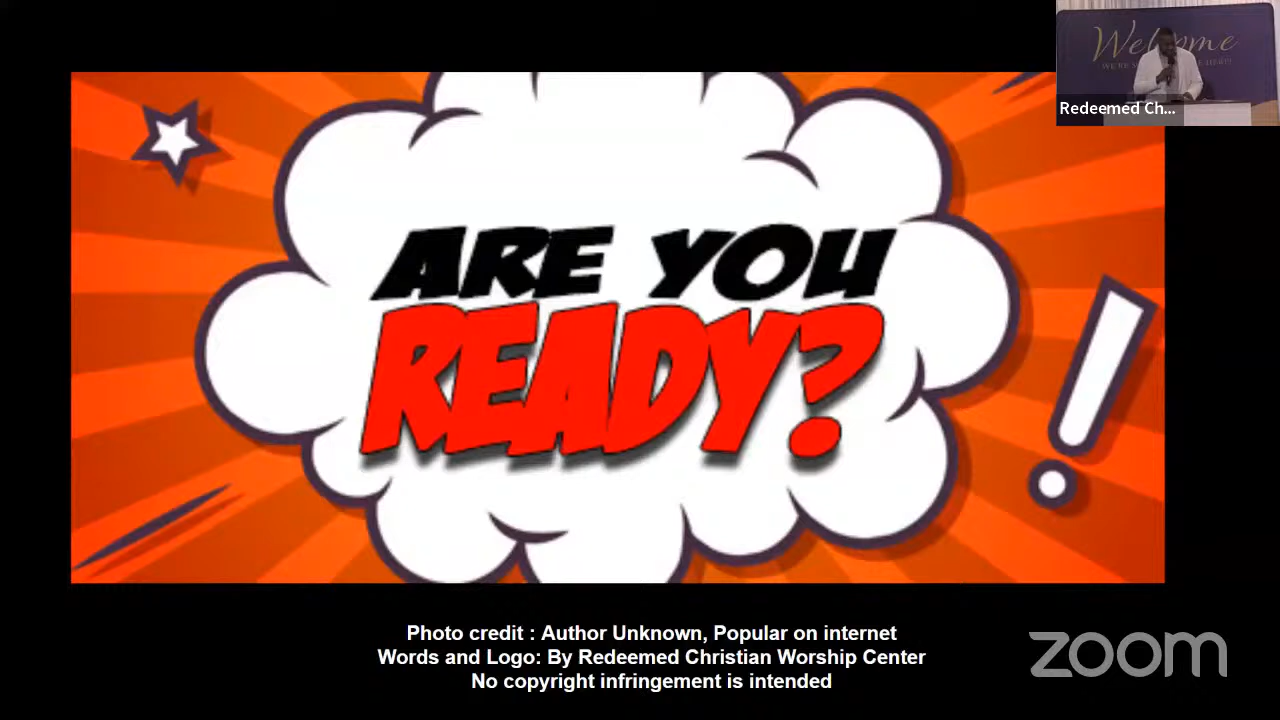 Welcome
Redeemed Ch...
ARE YOU
READY?
!
Photo credit : Author Unknown, Popular on internet
Words and Logo: By Redeemed Christian Worship Center
No copyright infringement is intended
zoom